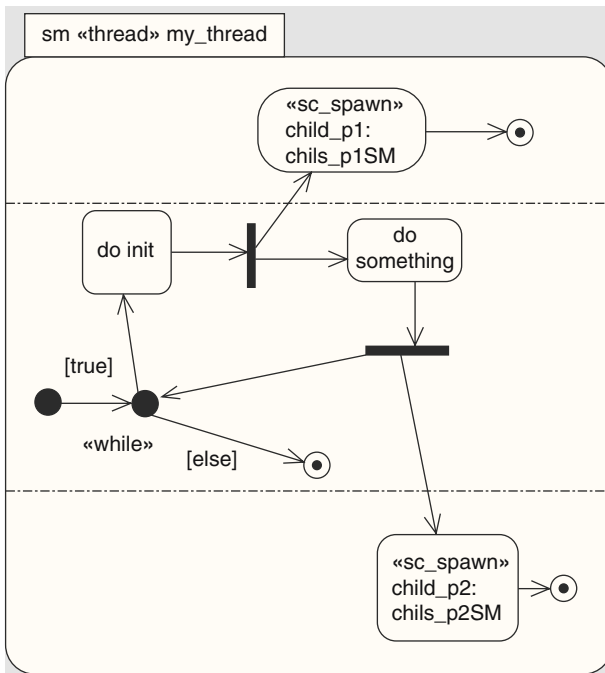 sm «thread» my_thread
«sc_spawn»
child_p1:
chils_p1SM
do init
do
something
[true]
«while»
[else]
«sc_spawn»
child_p2:
chils_p2SM